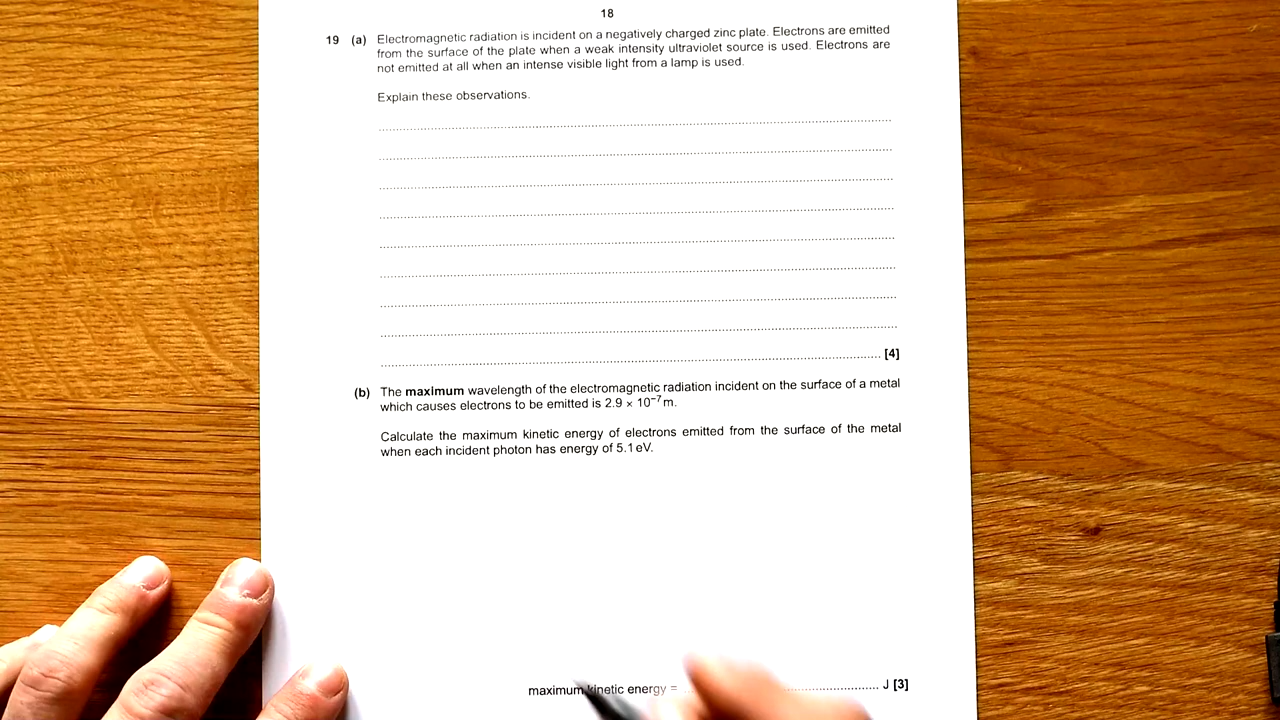 18
19 (a) Electromagnetic radiation is incident on a negatively charged zinc plate. Electrons are emitted
from the surface of the plate when a weak intensity ultraviolet source is used. Electrons are
not emitted at all when an intense visible light from a lamp is used.
Explain these observations.
[4]
(b) The maximum wavelength of the electromagnetic radiation incident on the surface of a metal
which causes electrons to be emitted is 2.9 × 10⁻⁷ m.
Calculate the maximum kinetic energy of electrons emitted from the surface of the metal
when each incident photon has energy of 5.1 eV.
maximum kinetic energy = ........................ J [3]